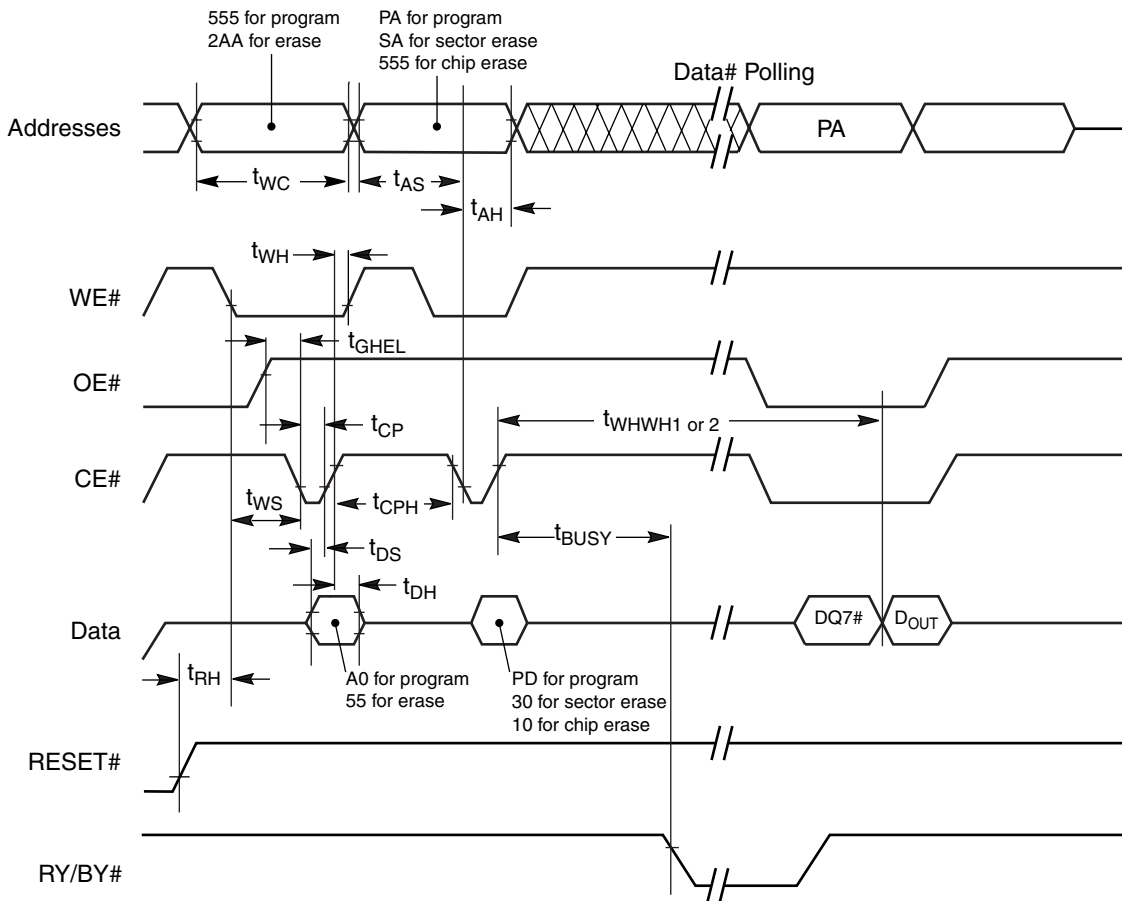 555 for program
2AA for erase
PA for program
SA for sector erase
555 for chip erase
Data# Polling
Addresses
PA
tWC
tAS
tAH
tWH
WE#
tGHEL
OE#
tCP
tWHWH1 or 2
CE#
tWS
tCPH
tBUSY
tDS
tDH
Data
DQ7#
DOUT
tRH
A0 for program
55 for erase
PD for program
30 for sector erase
10 for chip erase
RESET#
RY/BY#